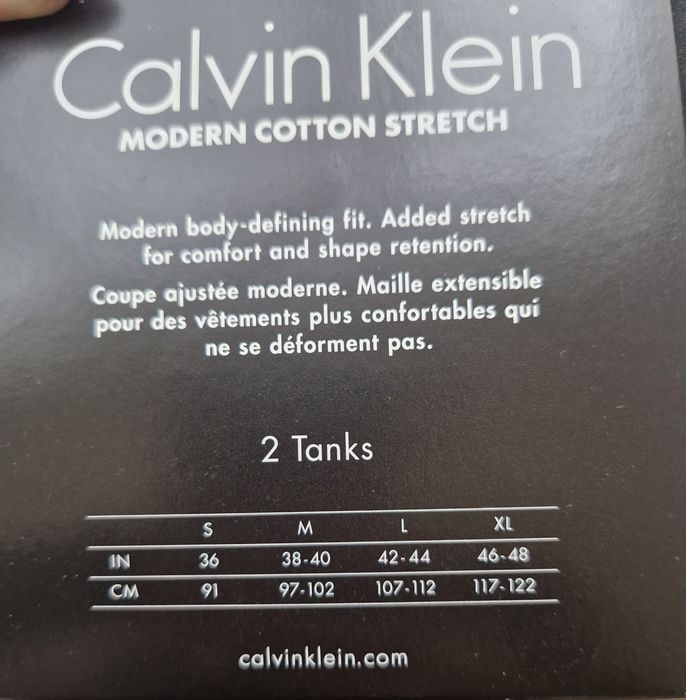 Calvin Klein
MODERN COTTON STRETCH
Modern body-defining fit. Added stretch
for comfort and shape retention.
Coupe ajustée moderne. Maille extensible
pour des vêtements plus confortables qui
ne se déforment pas.
2 Tanks
S M L XL
IN 36 38-40 42-44 46-48
CM 91 97-102 107-112 117-122
calvinklein.com